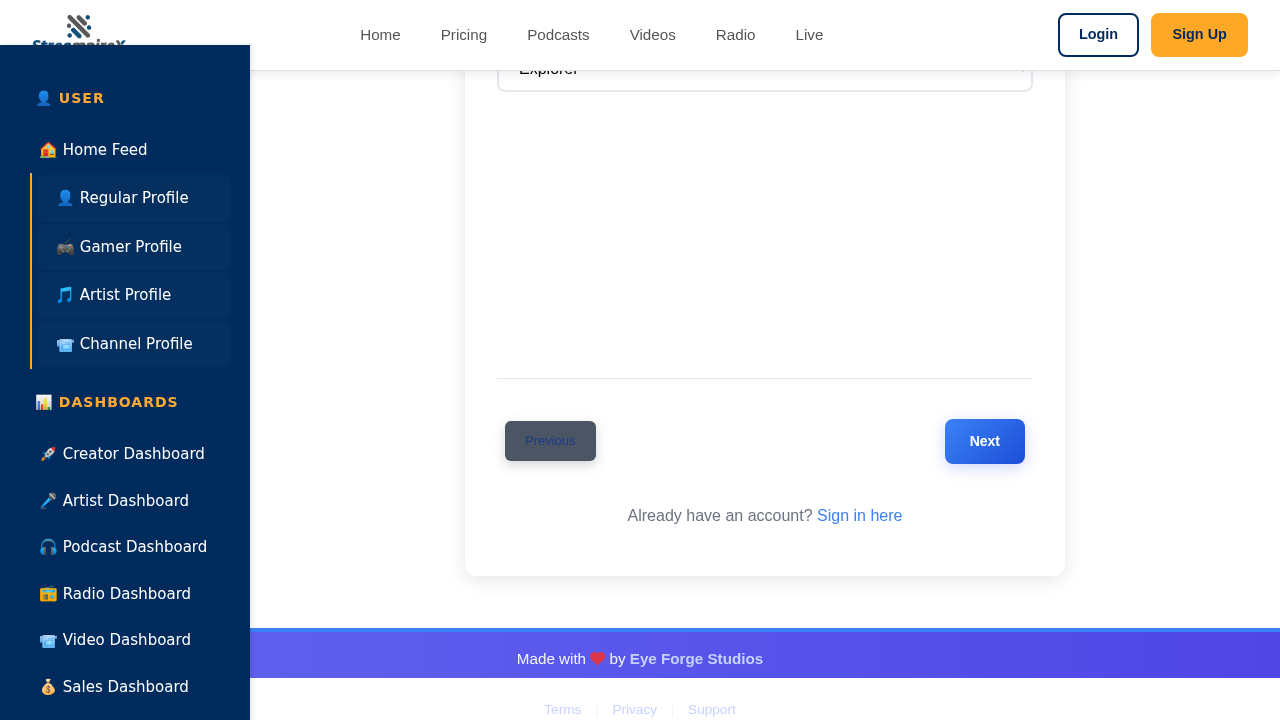 StreampireX
Home
Pricing
Podcasts
Videos
Radio
Live
Login
Sign Up
USER
Home Feed
Regular Profile
Gamer Profile
Artist Profile
Channel Profile
DASHBOARDS
Creator Dashboard
Artist Dashboard
Podcast Dashboard
Radio Dashboard
Video Dashboard
Sales Dashboard
Explorer
Previous
Next
Already have an account? Sign in here
Made with ❤️ by Eye Forge Studios
Terms | Privacy | Support